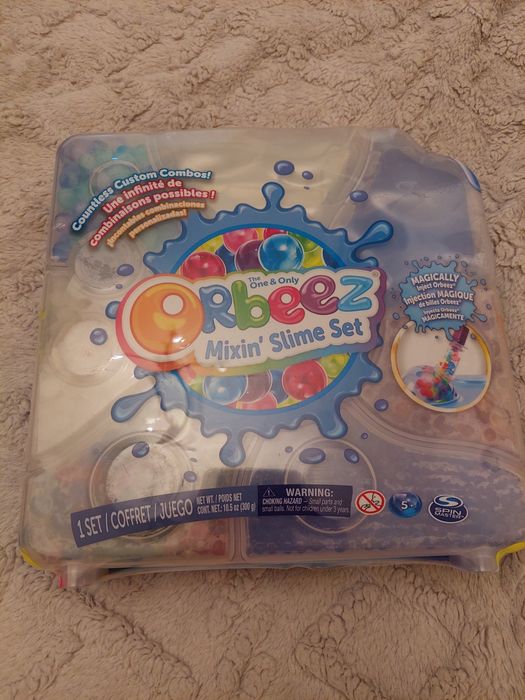 Countless Custom Combos!
Une infinité de
combinaisons possibles !
¡Incontables combinaciones
personalizadas!
The
One & Only
ORbeez
Mixin' Slime Set
MAGICALLY
Inject Orbeez
Injection MAGIQUE
de billes Orbeez
Inyecta Orbeez
MÁGICAMENTE
1 SET / COFFRET / JUEGO
NET WT. / POIDS NET
CONT. NET: 10.5 OZ (300 g)
WARNING:
CHOKING HAZARD — Small parts and
small balls. Not for children under 3 years.
0-3
5+
SPIN
MASTER